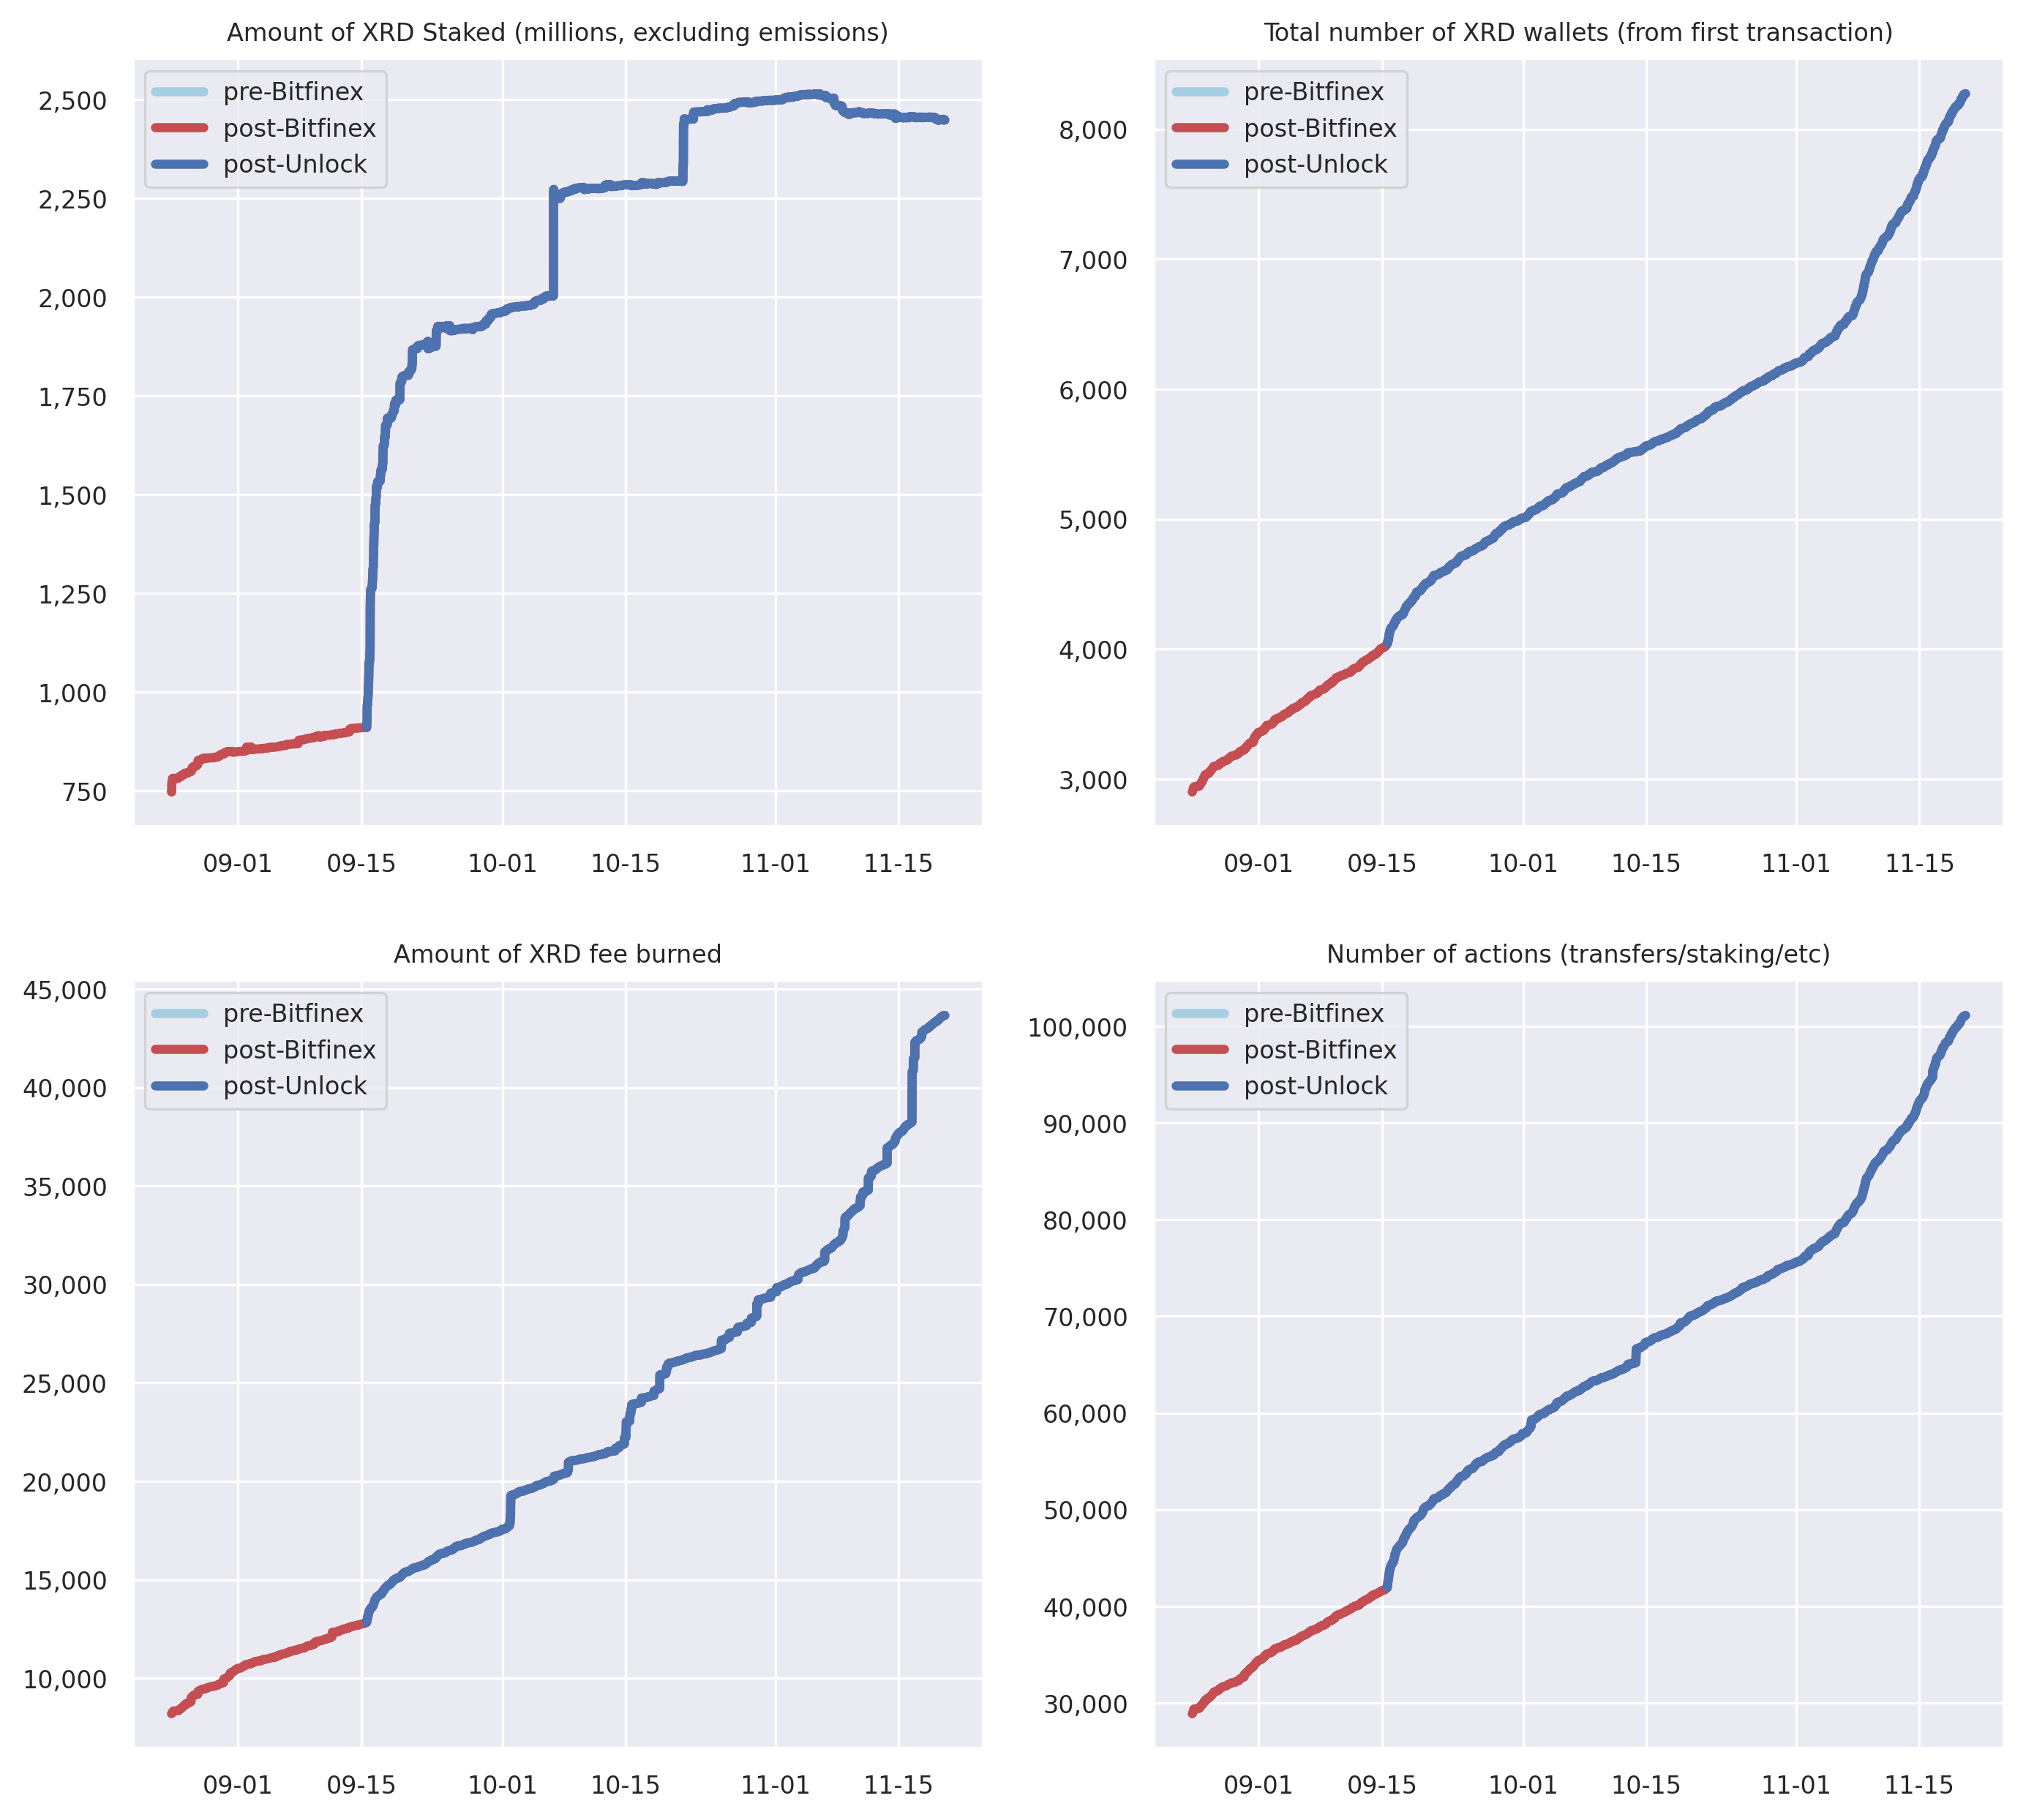 Amount of XRD Staked (millions, excluding emissions)
pre-Bitfinex
post-Bitfinex
post-Unlock
2,500
2,250
2,000
1,750
1,500
1,250
1,000
750
09-01 09-15 10-01 10-15 11-01 11-15
Total number of XRD wallets (from first transaction)
pre-Bitfinex
post-Bitfinex
post-Unlock
8,000
7,000
6,000
5,000
4,000
3,000
09-01 09-15 10-01 10-15 11-01 11-15
Amount of XRD fee burned
pre-Bitfinex
post-Bitfinex
post-Unlock
45,000
40,000
35,000
30,000
25,000
20,000
15,000
10,000
09-01 09-15 10-01 10-15 11-01 11-15
Number of actions (transfers/staking/etc)
pre-Bitfinex
post-Bitfinex
post-Unlock
100,000
90,000
80,000
70,000
60,000
50,000
40,000
30,000
09-01 09-15 10-01 10-15 11-01 11-15